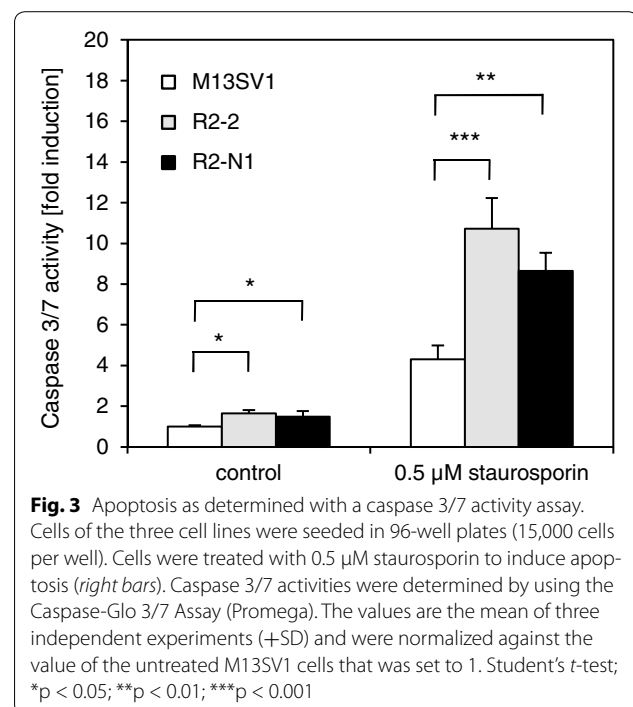 20
18
16
14
12
10
8
6
4
2
0
Caspase 3/7 activity [fold induction]
M13SV1
R2-2
R2-N1
*
*
**
***
control
0.5 µM staurosporin
Fig. 3 Apoptosis as determined with a caspase 3/7 activity assay.
Cells of the three cell lines were seeded in 96-well plates (15,000 cells
per well). Cells were treated with 0.5 µM staurosporin to induce apop-
tosis (right bars). Caspase 3/7 activities were determined by using the
Caspase-Glo 3/7 Assay (Promega). The values are the mean of three
independent experiments (+SD) and were normalized against the
value of the untreated M13SV1 cells that was set to 1. Student's t-test;
*p < 0.05; **p < 0.01; ***p < 0.001